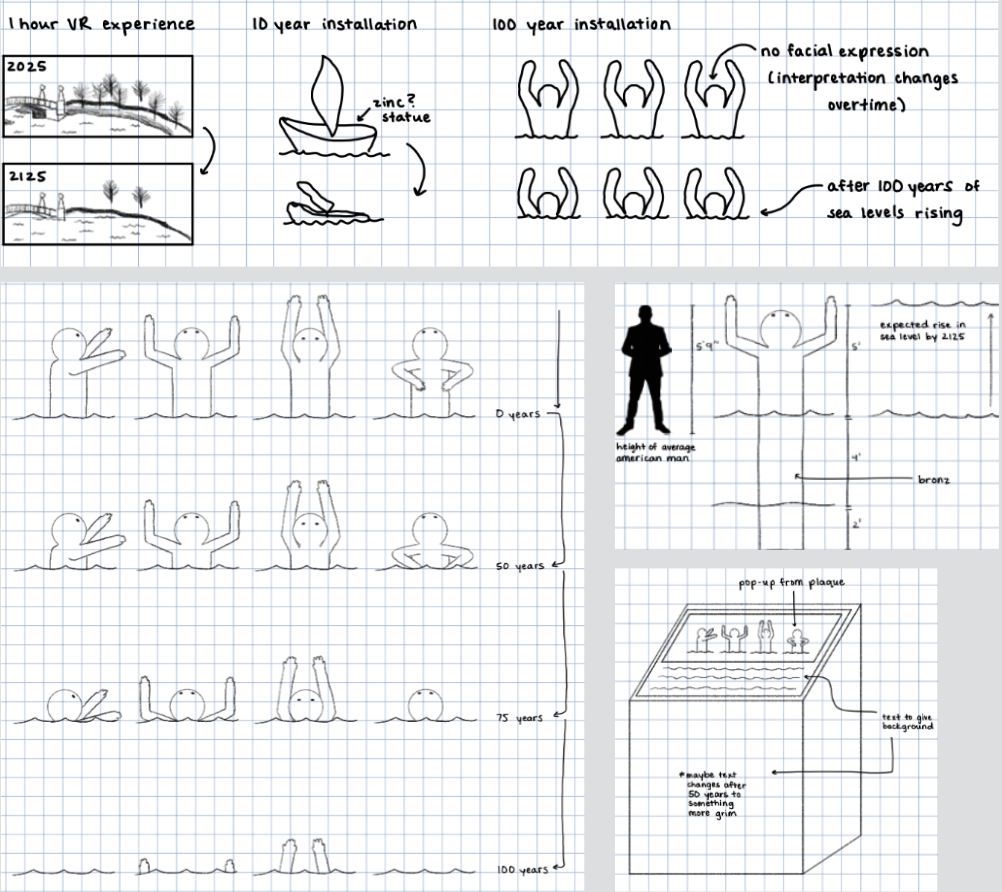 1 hour VR experience
2025
2125
10 year installation
zinc?
statue
100 year installation
no facial expression
(interpretation changes
overtime)
after 100 years of
sea levels rising
0 years
50 years
75 years
100 years
5'9"
height of average
american man
5'
4'
2'
expected rise in
sea level by 2125
bronz
pop-up from plaque
text to give
background
*maybe text
changes after
50 years to
something
more grim